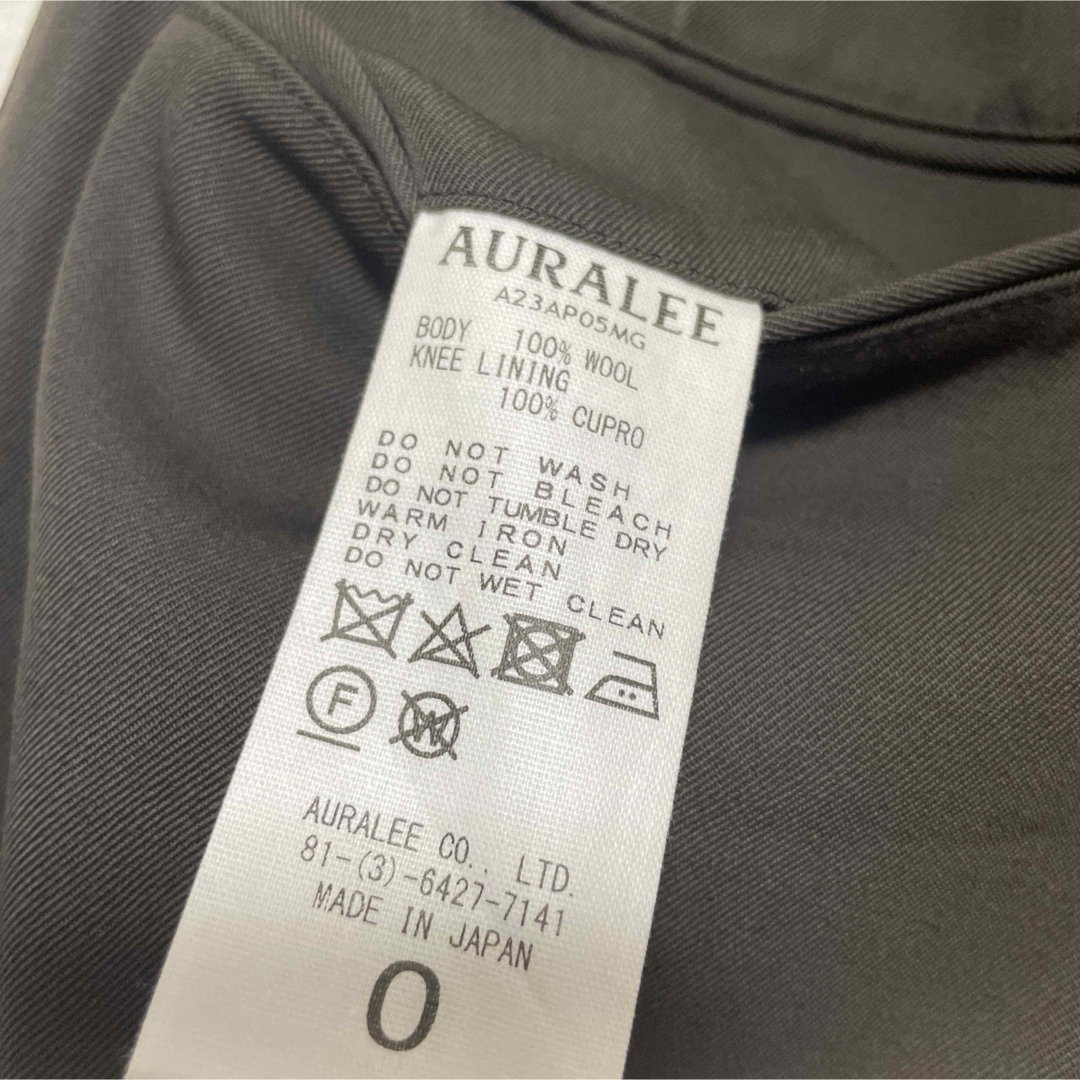 AURALEE
A23AP05MG
BODY 100% WOOL
KNEE LINING
100% CUPRO
DO NOT WASH
DO NOT BLEACH
DO NOT TUMBLE DRY
WARM IRON
DRY CLEAN
DO NOT WET CLEAN
F W
AURALEE CO., LTD.
81-(3)-6427-7141
MADE IN JAPAN
0